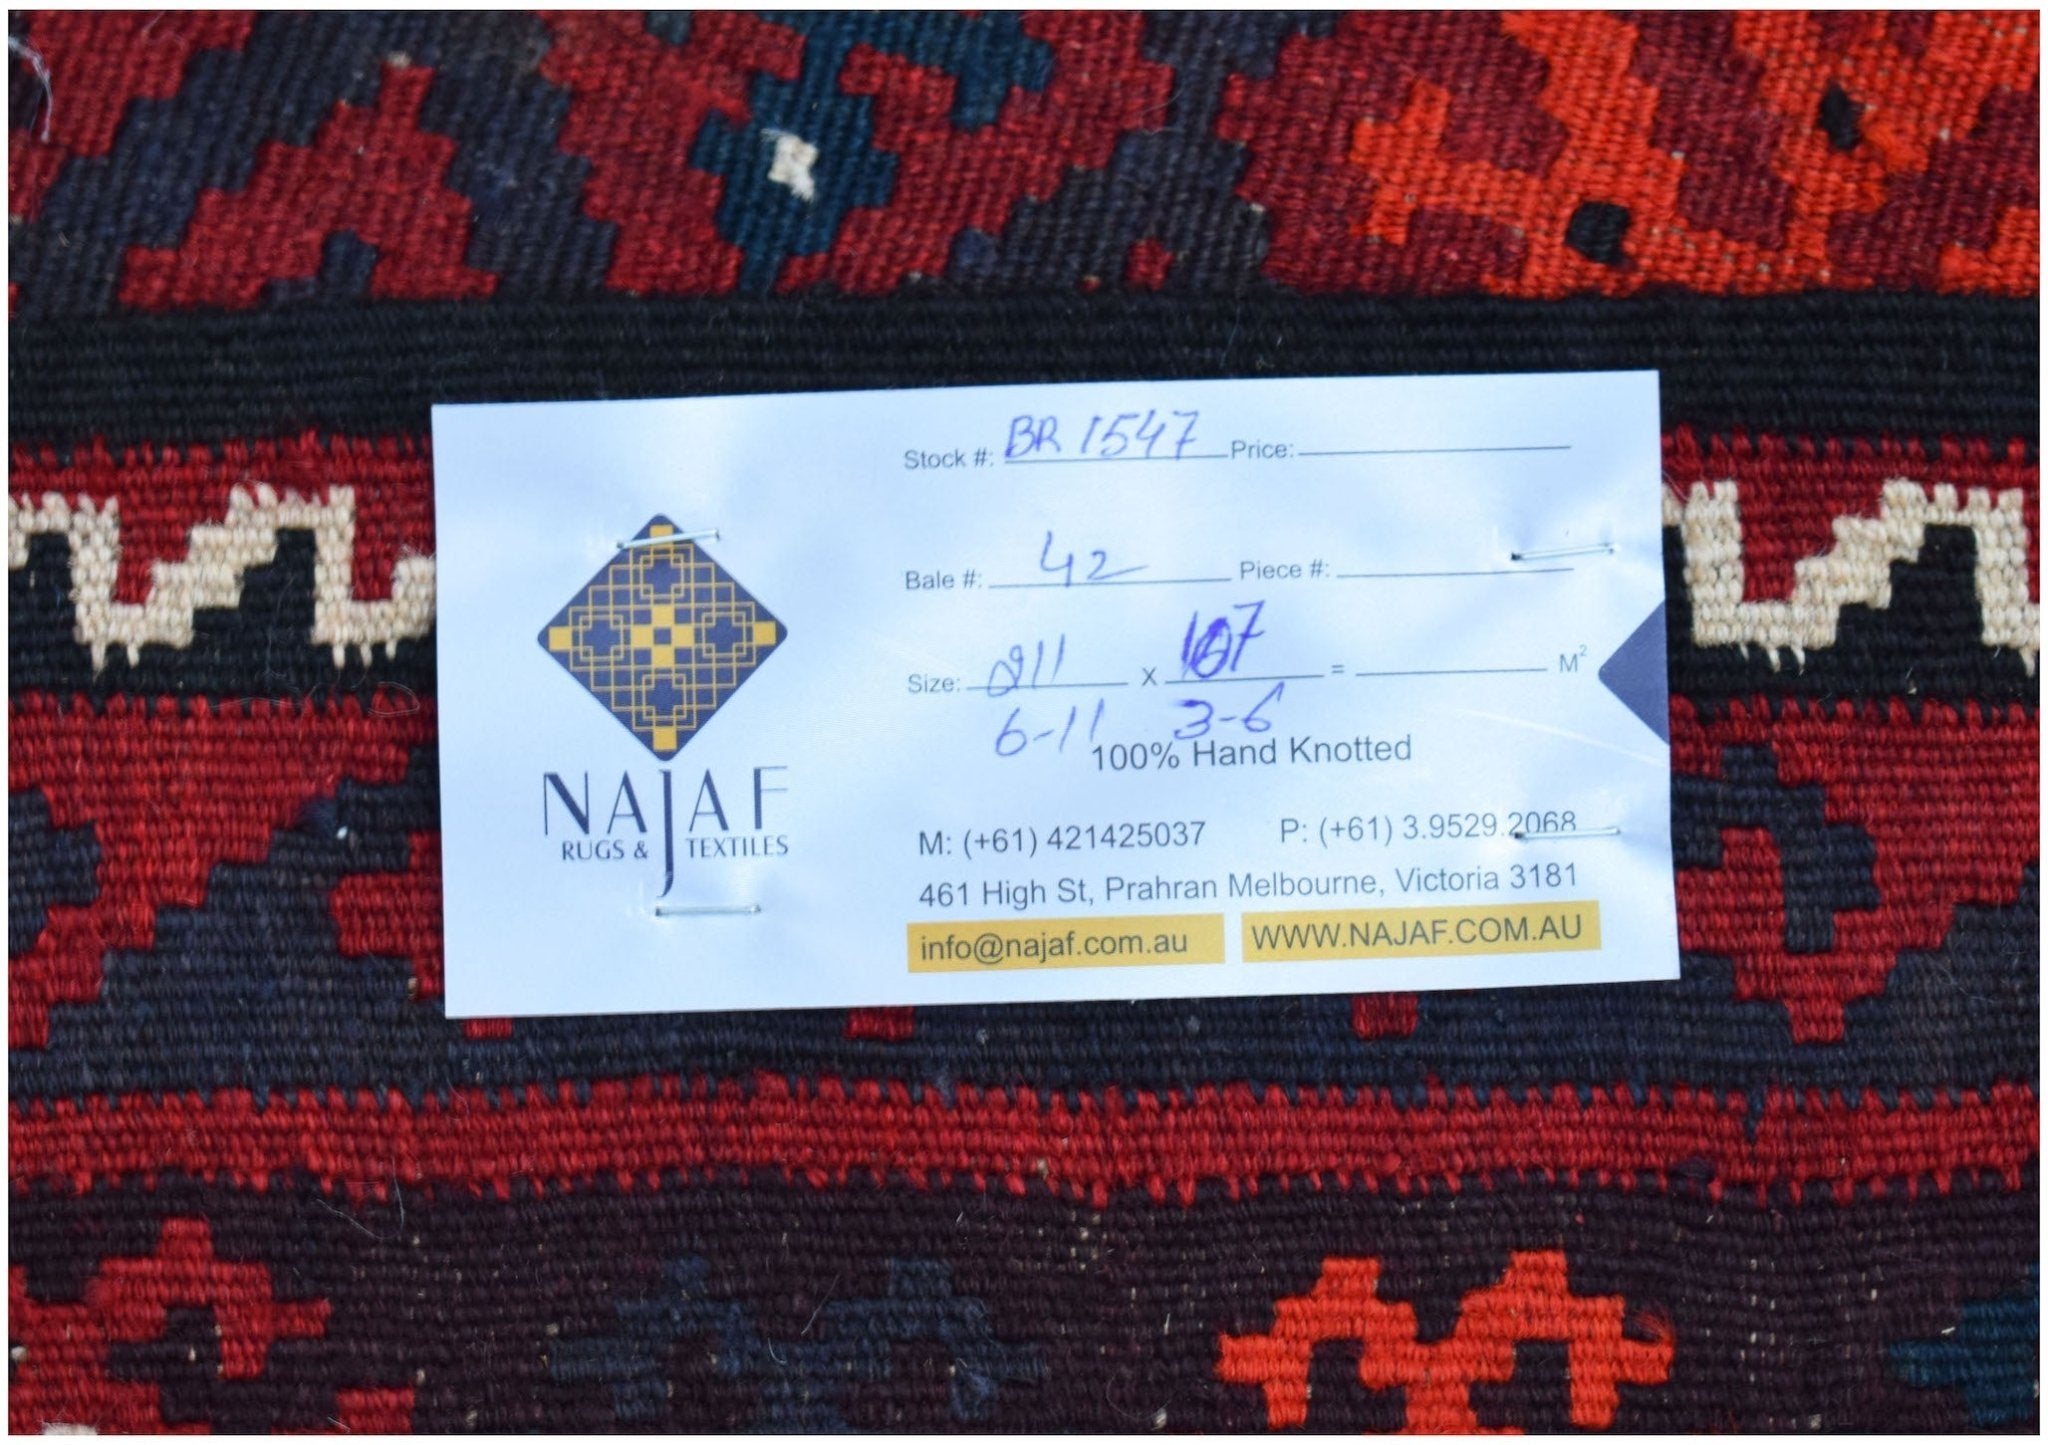 Stock #: BR 1547 Price:
Bale #: 42 Piece #:
Size: 211 x 107 = M²
6-11 3-6
100% Hand Knotted
NAJAF
RUGS & TEXTILES
M: (+61) 421425037 P: (+61) 3.9529.2068
461 High St, Prahran Melbourne, Victoria 3181
info@najaf.com.au WWW.NAJAF.COM.AU